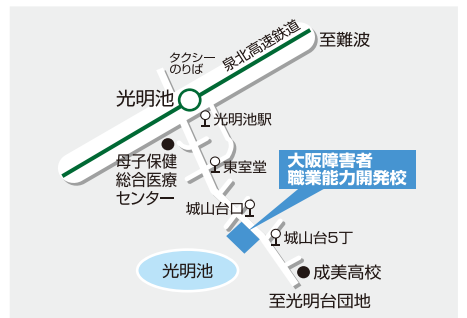 泉北高速鉄道
至難波
タクシー
のりば
光明池
光明池駅
母子保健
総合医療
センター
東室堂
大阪障害者
職業能力開発校
城山台口
城山台5丁
光明池
成美高校
至光明台団地